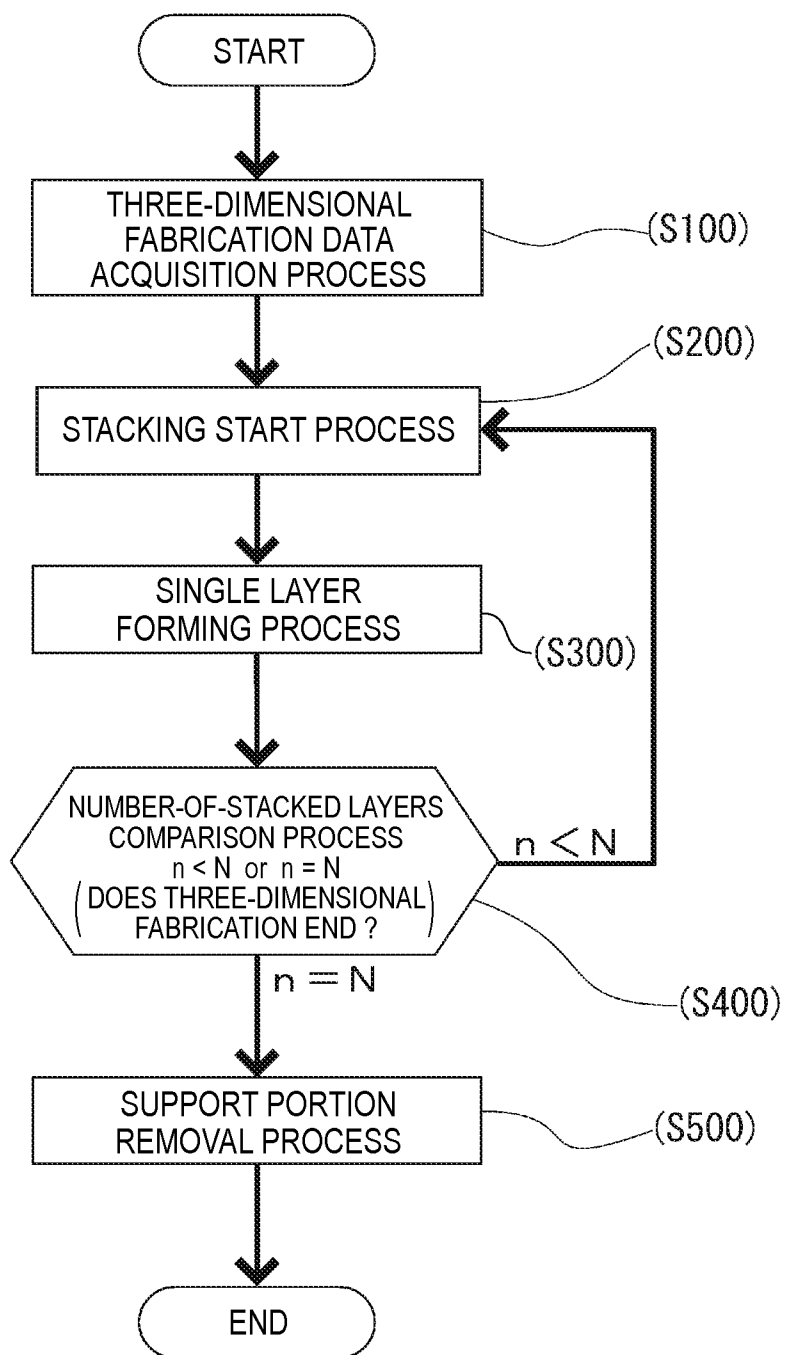 START
THREE-DIMENSIONAL
FABRICATION DATA
ACQUISITION PROCESS
(S100)
(S200)
STACKING START PROCESS
SINGLE LAYER
FORMING PROCESS
(S300)
NUMBER-OF-STACKED LAYERS
COMPARISON PROCESS
n < N or n = N
(DOES THREE-DIMENSIONAL
FABRICATION END ?)
n < N
n = N
(S400)
SUPPORT PORTION
REMOVAL PROCESS
(S500)
END